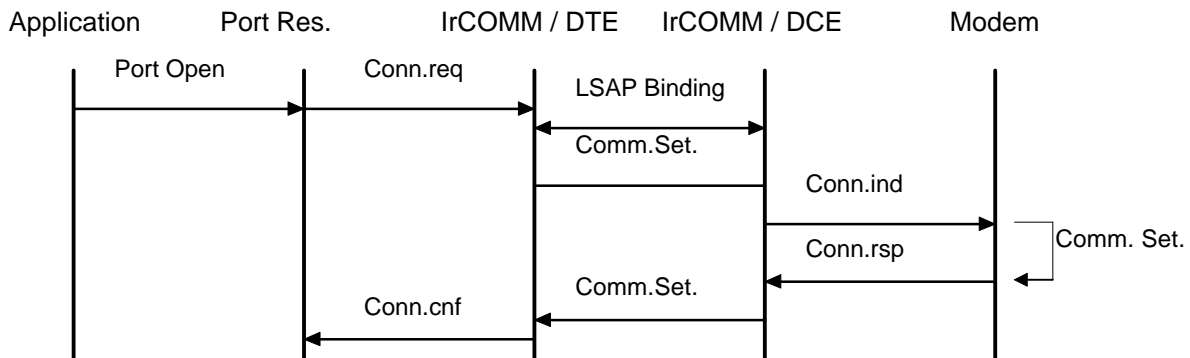 Application Port Res. IrCOMM / DTE IrCOMM / DCE Modem
Port Open Conn.req
LSAP Binding
Comm.Set.
Conn.ind
Comm. Set.
Conn.rsp
Comm.Set.
Conn.cnf